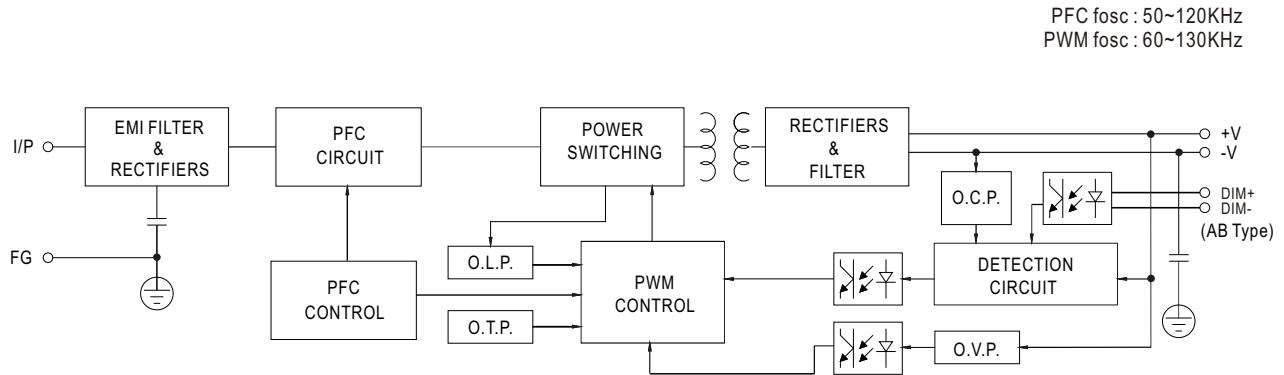 PFC fosc : 50~120KHz
PWM fosc : 60~130KHz
I/P
EMI FILTER
&
RECTIFIERS
PFC
CIRCUIT
POWER
SWITCHING
RECTIFIERS
&
FILTER
+V
-V
O.C.P.
DIM+
DIM-
(AB Type)
FG
O.L.P.
PFC
CONTROL
PWM
CONTROL
DETECTION
CIRCUIT
O.T.P.
O.V.P.